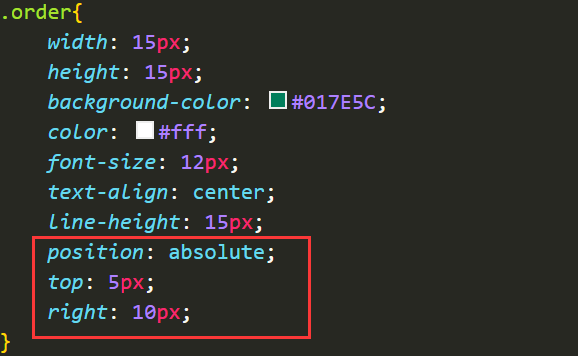 .order{
width: 15px;
height: 15px;
background-color: #017E5C;
color: #fff;
font-size: 12px;
text-align: center;
line-height: 15px;
position: absolute;
top: 5px;
right: 10px;
}